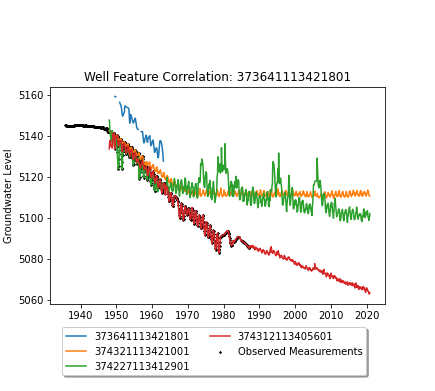 Well Feature Correlation: 373641113421801
Groundwater Level
5160
5140
5120
5100
5080
5060
1940 1950 1960 1970 1980 1990 2000 2010 2020
373641113421801
374321113421001
374227113412901
374312113405601
Observed Measurements